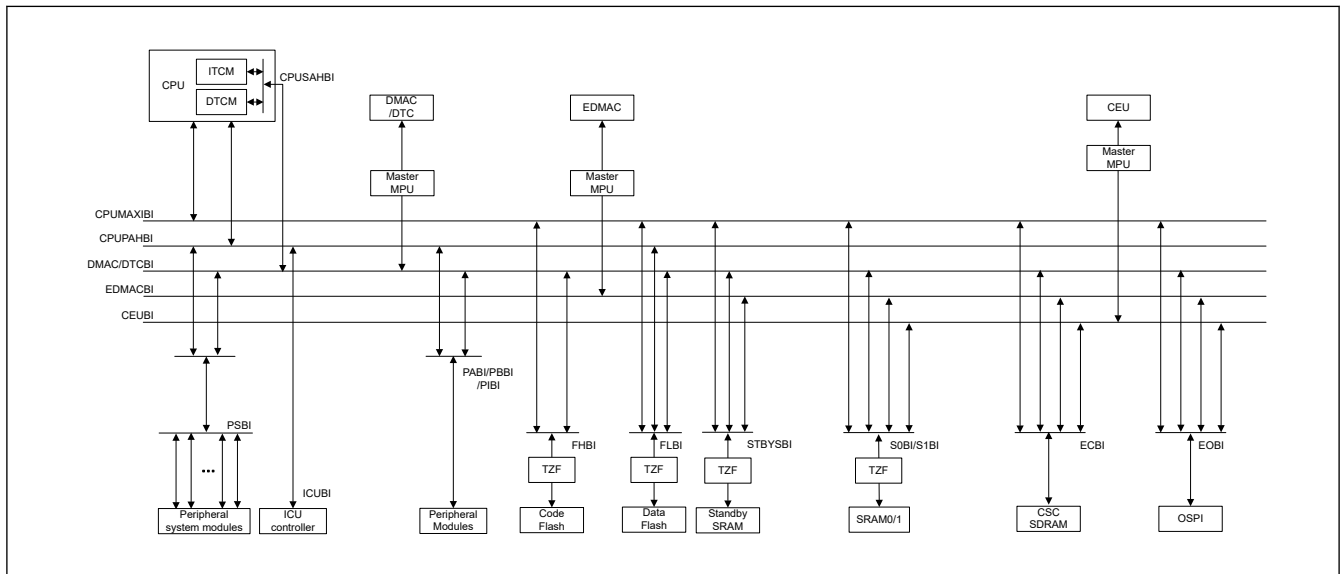 CPU
ITCM
DTCM
CPUSAHBI
DMAC
/DTC
EDMAC
CEU
Master
MPU
Master
MPU
Master
MPU
CPUMAXIBI
CPUPAHBI
DMAC/DTCBI
EDMACBI
CEUBI
PABI/PBBI
/PIBI
PSBI
FHBI
FLBI
STBYSBI
S0BI/S1BI
ECBI
EOBI
...
TZF
TZF
TZF
TZF
ICUBI
Peripheral
system modules
ICU
controller
Peripheral
Modules
Code
Flash
Data
Flash
Standby
SRAM
SRAM0/1
CSC
SDRAM
OSPI